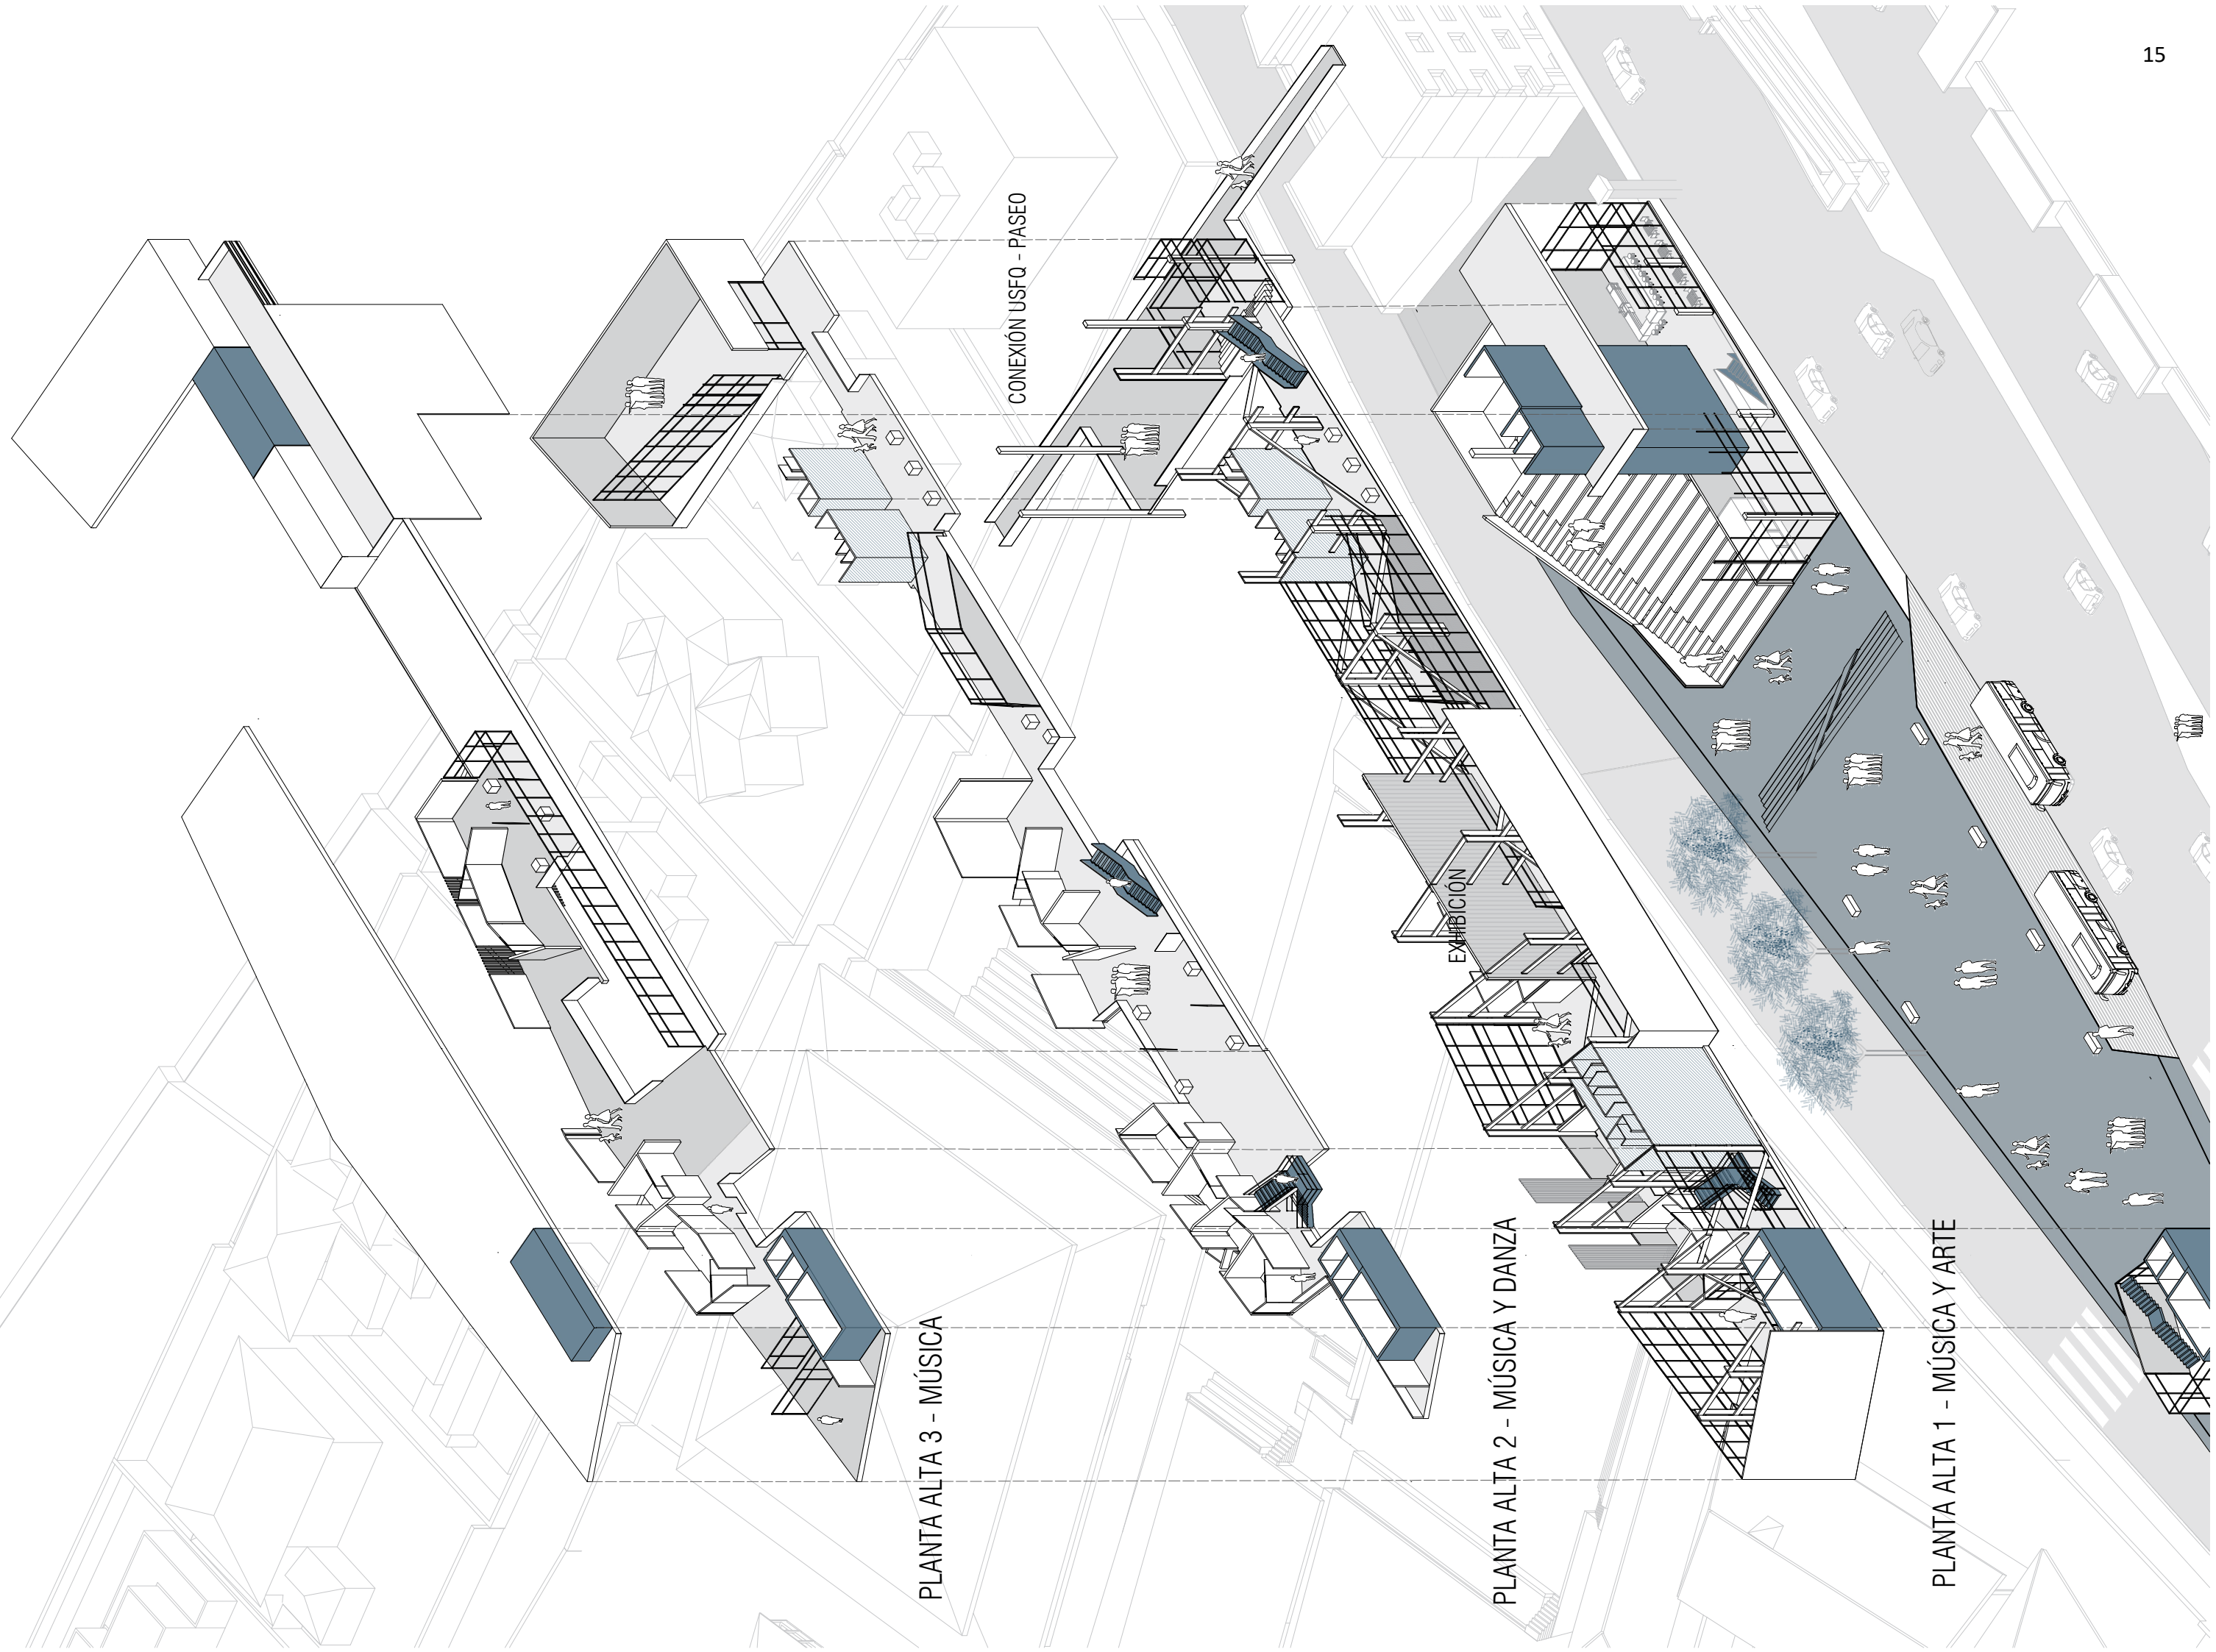 15
CONEXIÓN USFQ - PASEO
EXHIBICIÓN
PLANTA ALTA 3 - MÚSICA
PLANTA ALTA 2 - MÚSICA Y DANZA
PLANTA ALTA 1 - MÚSICA Y ARTE